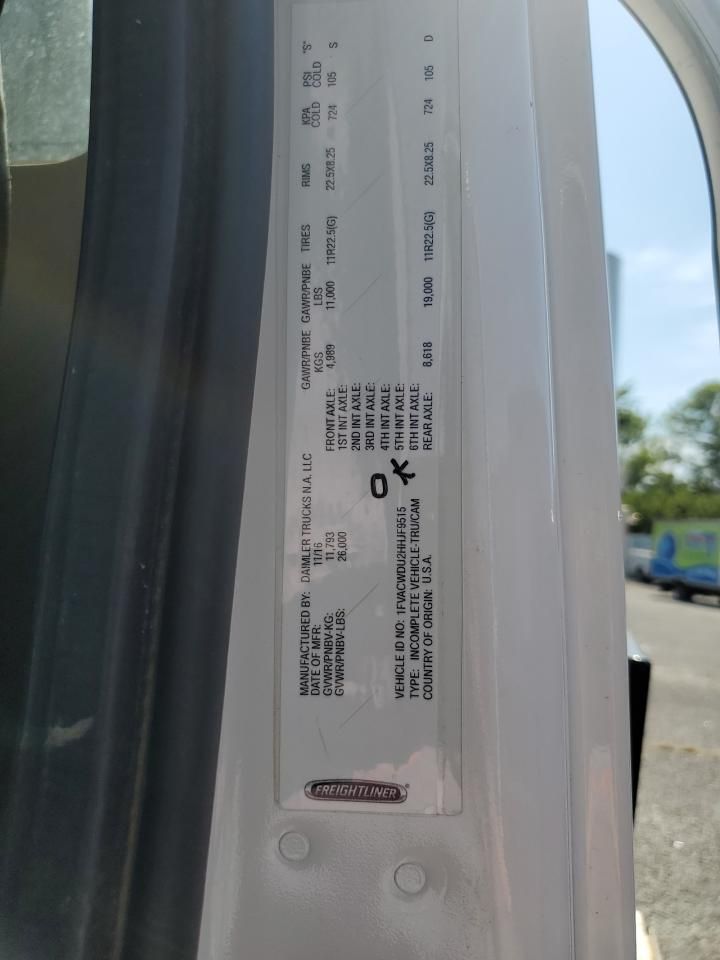 MANUFACTURED BY: DAIMLER TRUCKS N.A. LLC
DATE OF MFR: 11/16
GVWR/PNBV-KG: 11,793
GVWR/PNBV-LBS: 26,000
GAWR/PNBE KGS GAWR/PNBE LBS TIRES RIMS KPA COLD PSI COLD "S"
FRONT AXLE: 4,989 11,000 11R22.5(G) 22.5X8.25 724 105 S
1ST INT AXLE:
2ND INT AXLE:
3RD INT AXLE:
4TH INT AXLE:
5TH INT AXLE:
6TH INT AXLE:
REAR AXLE: 8,618 19,000 11R22.5(G) 22.5X8.25 724 105 D
OK
VEHICLE ID NO: 1FVACWDU2HHJF9515
TYPE: INCOMPLETE VEHICLE-TRU/CAM
COUNTRY OF ORIGIN: U.S.A.
FREIGHTLINER